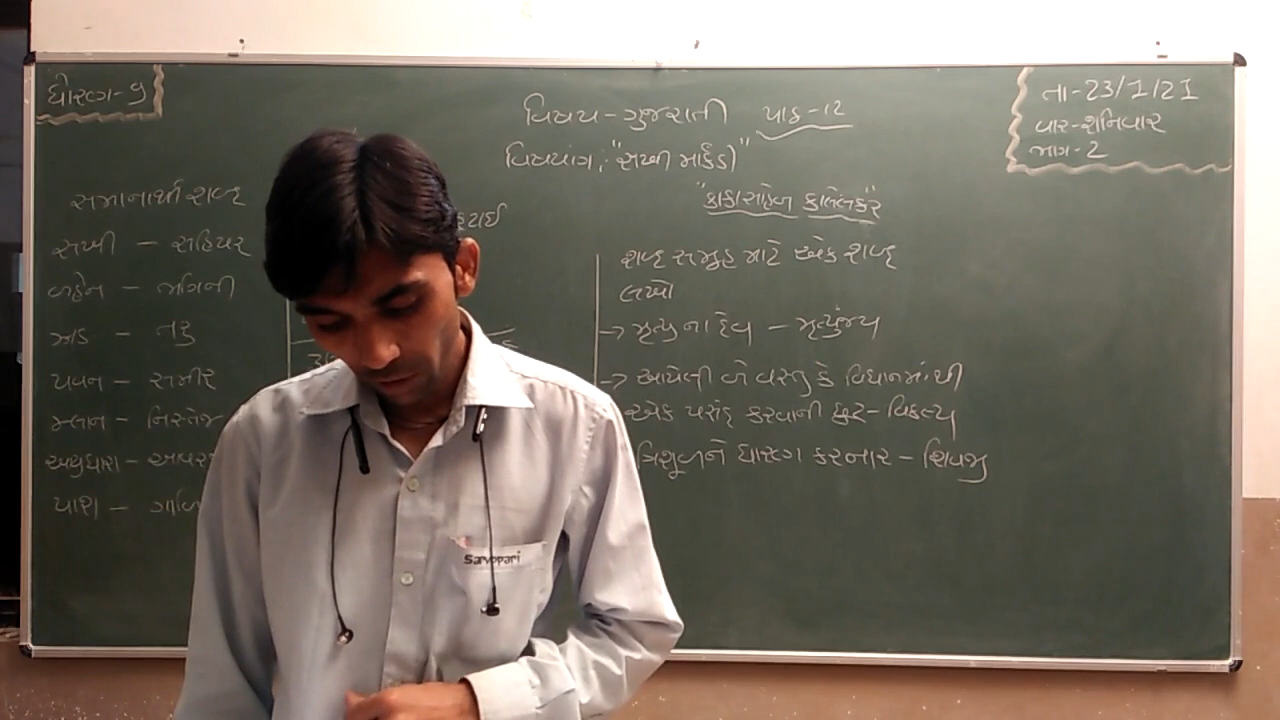 ધોરણ-૭
વિષય-ગુજરાતી પાઠ-12
વિષયાંગ:"સખી માર્કંડી"
"કાકાસાહેબ કાલેલકર"
તા-23/1/21
વાર-શનિવાર
ભાગ-2
સમાનાર્થી શબ્દ
સખી - સહિયર
બહેન - ભગિની
ઝાડ - તરુ
પવન - સમીર
મ્લાન - નિસ્તેજ
અશ્રુધારા -
પાશ -
શબ્દ સમુહ માટે એક શબ્દ
લખો
→ મૃત્યુ ના દેવ - મૃત્યુંજય
→ આપેલી બે વસ્તુ કે વિધાનમાંથી
એક પસંદ કરવાની છુટ- વિકલ્પ
ત્રિશૂળને ધારણ કરનાર - શિવજી
Sarvopari